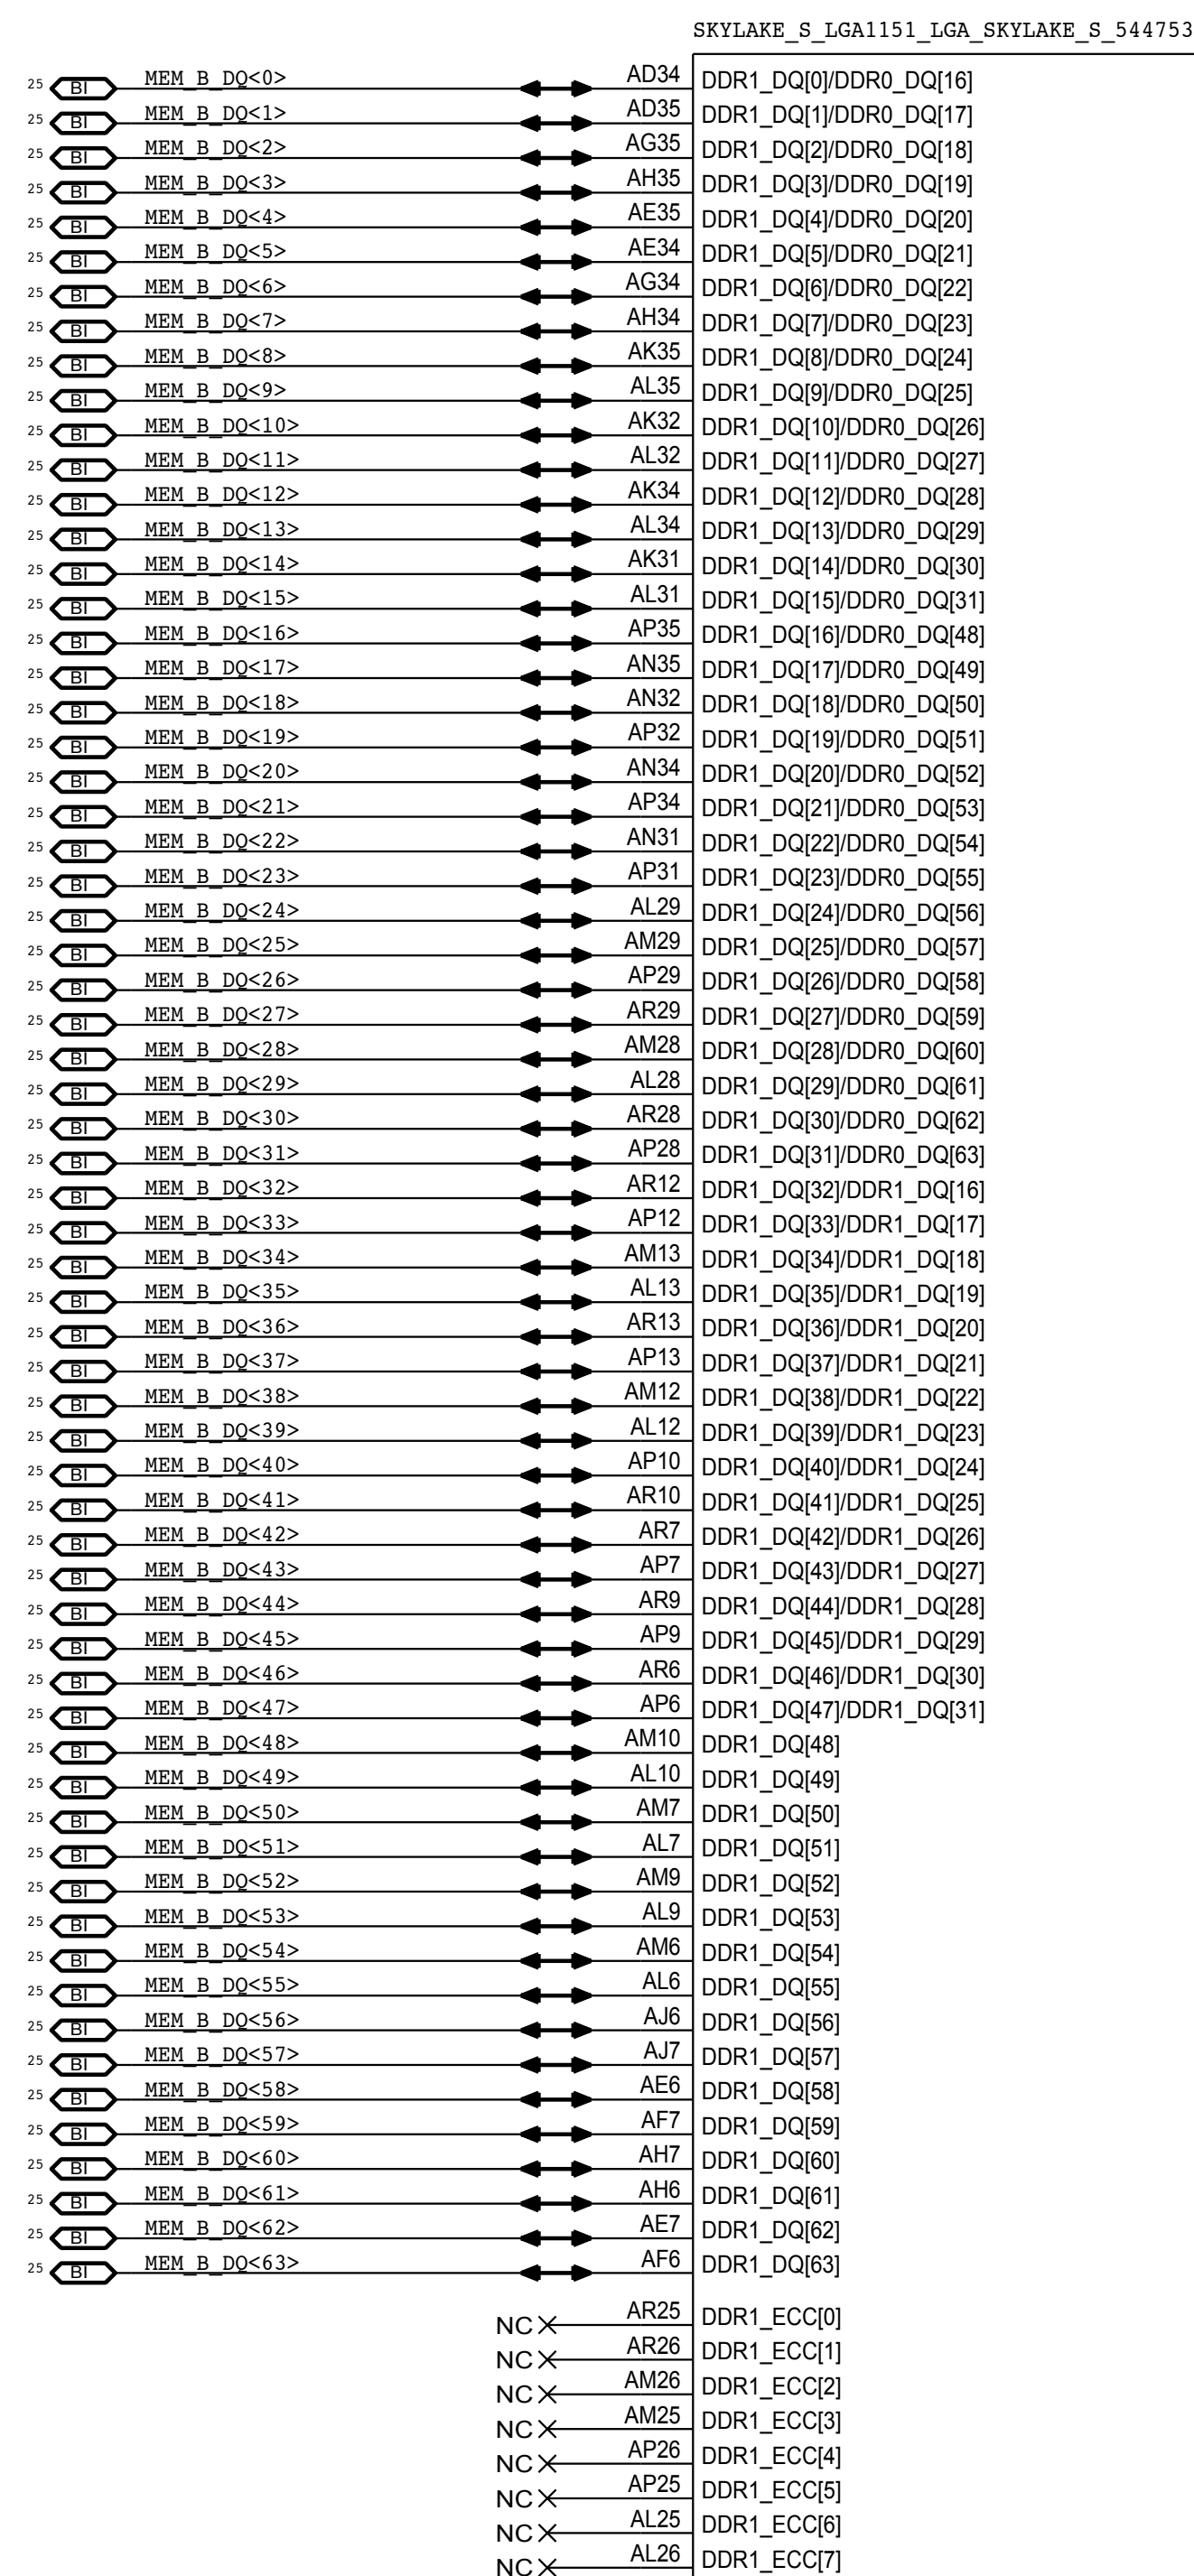 SKYLAKE_S_LGA1151_LGA_SKYLAKE_S_544753
25 BI MEM_B_DQ<0> AD34 DDR1_DQ[0]/DDR0_DQ[16]
25 BI MEM_B_DQ<1> AD35 DDR1_DQ[1]/DDR0_DQ[17]
25 BI MEM_B_DQ<2> AG35 DDR1_DQ[2]/DDR0_DQ[18]
25 BI MEM_B_DQ<3> AH35 DDR1_DQ[3]/DDR0_DQ[19]
25 BI MEM_B_DQ<4> AE35 DDR1_DQ[4]/DDR0_DQ[20]
25 BI MEM_B_DQ<5> AE34 DDR1_DQ[5]/DDR0_DQ[21]
25 BI MEM_B_DQ<6> AG34 DDR1_DQ[6]/DDR0_DQ[22]
25 BI MEM_B_DQ<7> AH34 DDR1_DQ[7]/DDR0_DQ[23]
25 BI MEM_B_DQ<8> AK35 DDR1_DQ[8]/DDR0_DQ[24]
25 BI MEM_B_DQ<9> AL35 DDR1_DQ[9]/DDR0_DQ[25]
25 BI MEM_B_DQ<10> AK32 DDR1_DQ[10]/DDR0_DQ[26]
25 BI MEM_B_DQ<11> AL32 DDR1_DQ[11]/DDR0_DQ[27]
25 BI MEM_B_DQ<12> AK34 DDR1_DQ[12]/DDR0_DQ[28]
25 BI MEM_B_DQ<13> AL34 DDR1_DQ[13]/DDR0_DQ[29]
25 BI MEM_B_DQ<14> AK31 DDR1_DQ[14]/DDR0_DQ[30]
25 BI MEM_B_DQ<15> AL31 DDR1_DQ[15]/DDR0_DQ[31]
25 BI MEM_B_DQ<16> AP35 DDR1_DQ[16]/DDR0_DQ[48]
25 BI MEM_B_DQ<17> AN35 DDR1_DQ[17]/DDR0_DQ[49]
25 BI MEM_B_DQ<18> AN32 DDR1_DQ[18]/DDR0_DQ[50]
25 BI MEM_B_DQ<19> AP32 DDR1_DQ[19]/DDR0_DQ[51]
25 BI MEM_B_DQ<20> AN34 DDR1_DQ[20]/DDR0_DQ[52]
25 BI MEM_B_DQ<21> AP34 DDR1_DQ[21]/DDR0_DQ[53]
25 BI MEM_B_DQ<22> AN31 DDR1_DQ[22]/DDR0_DQ[54]
25 BI MEM_B_DQ<23> AP31 DDR1_DQ[23]/DDR0_DQ[55]
25 BI MEM_B_DQ<24> AL29 DDR1_DQ[24]/DDR0_DQ[56]
25 BI MEM_B_DQ<25> AM29 DDR1_DQ[25]/DDR0_DQ[57]
25 BI MEM_B_DQ<26> AP29 DDR1_DQ[26]/DDR0_DQ[58]
25 BI MEM_B_DQ<27> AR29 DDR1_DQ[27]/DDR0_DQ[59]
25 BI MEM_B_DQ<28> AM28 DDR1_DQ[28]/DDR0_DQ[60]
25 BI MEM_B_DQ<29> AL28 DDR1_DQ[29]/DDR0_DQ[61]
25 BI MEM_B_DQ<30> AR28 DDR1_DQ[30]/DDR0_DQ[62]
25 BI MEM_B_DQ<31> AP28 DDR1_DQ[31]/DDR0_DQ[63]
25 BI MEM_B_DQ<32> AR12 DDR1_DQ[32]/DDR1_DQ[16]
25 BI MEM_B_DQ<33> AP12 DDR1_DQ[33]/DDR1_DQ[17]
25 BI MEM_B_DQ<34> AM13 DDR1_DQ[34]/DDR1_DQ[18]
25 BI MEM_B_DQ<35> AL13 DDR1_DQ[35]/DDR1_DQ[19]
25 BI MEM_B_DQ<36> AR13 DDR1_DQ[36]/DDR1_DQ[20]
25 BI MEM_B_DQ<37> AP13 DDR1_DQ[37]/DDR1_DQ[21]
25 BI MEM_B_DQ<38> AM12 DDR1_DQ[38]/DDR1_DQ[22]
25 BI MEM_B_DQ<39> AL12 DDR1_DQ[39]/DDR1_DQ[23]
25 BI MEM_B_DQ<40> AP10 DDR1_DQ[40]/DDR1_DQ[24]
25 BI MEM_B_DQ<41> AR10 DDR1_DQ[41]/DDR1_DQ[25]
25 BI MEM_B_DQ<42> AR7 DDR1_DQ[42]/DDR1_DQ[26]
25 BI MEM_B_DQ<43> AP7 DDR1_DQ[43]/DDR1_DQ[27]
25 BI MEM_B_DQ<44> AR9 DDR1_DQ[44]/DDR1_DQ[28]
25 BI MEM_B_DQ<45> AP9 DDR1_DQ[45]/DDR1_DQ[29]
25 BI MEM_B_DQ<46> AR6 DDR1_DQ[46]/DDR1_DQ[30]
25 BI MEM_B_DQ<47> AP6 DDR1_DQ[47]/DDR1_DQ[31]
25 BI MEM_B_DQ<48> AM10 DDR1_DQ[48]
25 BI MEM_B_DQ<49> AL10 DDR1_DQ[49]
25 BI MEM_B_DQ<50> AM7 DDR1_DQ[50]
25 BI MEM_B_DQ<51> AL7 DDR1_DQ[51]
25 BI MEM_B_DQ<52> AM9 DDR1_DQ[52]
25 BI MEM_B_DQ<53> AL9 DDR1_DQ[53]
25 BI MEM_B_DQ<54> AM6 DDR1_DQ[54]
25 BI MEM_B_DQ<55> AL6 DDR1_DQ[55]
25 BI MEM_B_DQ<56> AJ6 DDR1_DQ[56]
25 BI MEM_B_DQ<57> AJ7 DDR1_DQ[57]
25 BI MEM_B_DQ<58> AE6 DDR1_DQ[58]
25 BI MEM_B_DQ<59> AF7 DDR1_DQ[59]
25 BI MEM_B_DQ<60> AH7 DDR1_DQ[60]
25 BI MEM_B_DQ<61> AH6 DDR1_DQ[61]
25 BI MEM_B_DQ<62> AE7 DDR1_DQ[62]
25 BI MEM_B_DQ<63> AF6 DDR1_DQ[63]
NC AR25 DDR1_ECC[0]
NC AR26 DDR1_ECC[1]
NC AM26 DDR1_ECC[2]
NC AM25 DDR1_ECC[3]
NC AP26 DDR1_ECC[4]
NC AP25 DDR1_ECC[5]
NC AL25 DDR1_ECC[6]
NC AL26 DDR1_ECC[7]